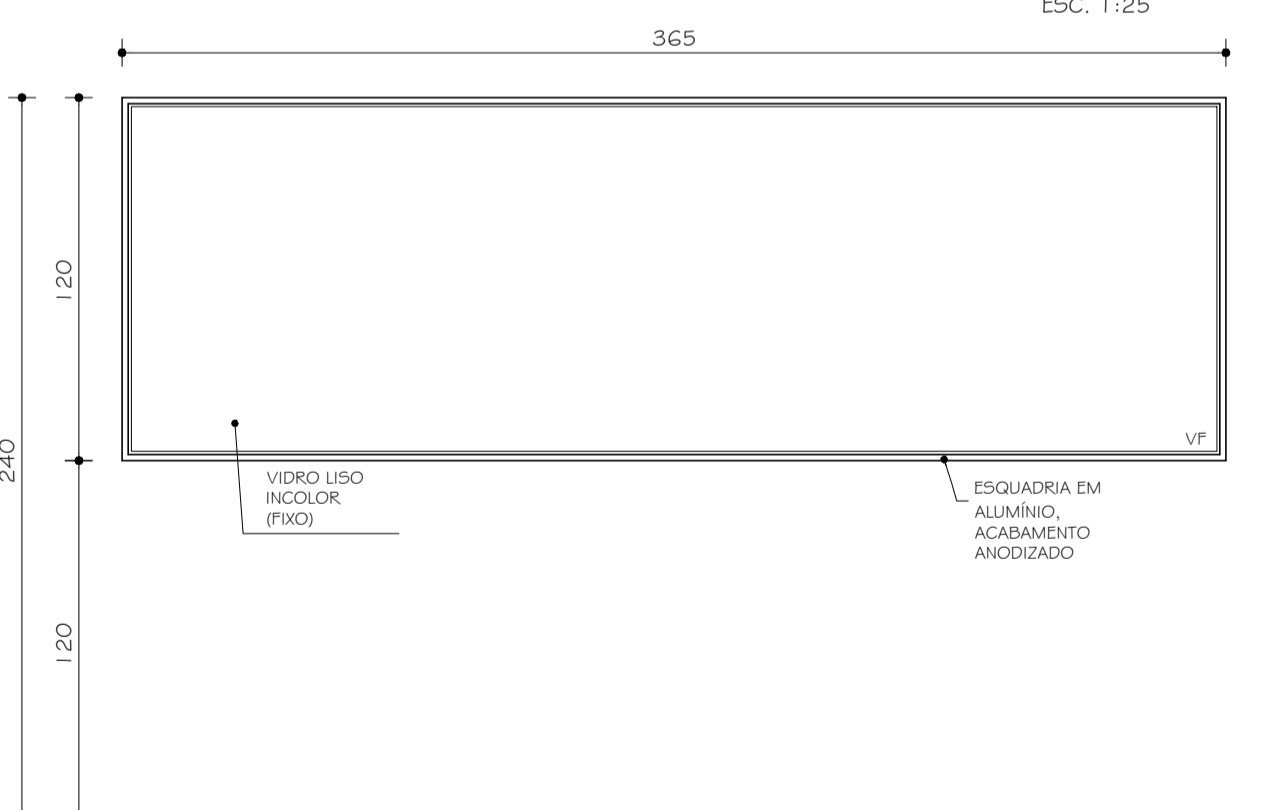 ESC. 1:25
365
120
240
VF
VIDRO LISO
INCOLOR
(FIXO)
ESQUADRIA EM
ALUMÍNIO,
ACABAMENTO
ANODIZADO
120